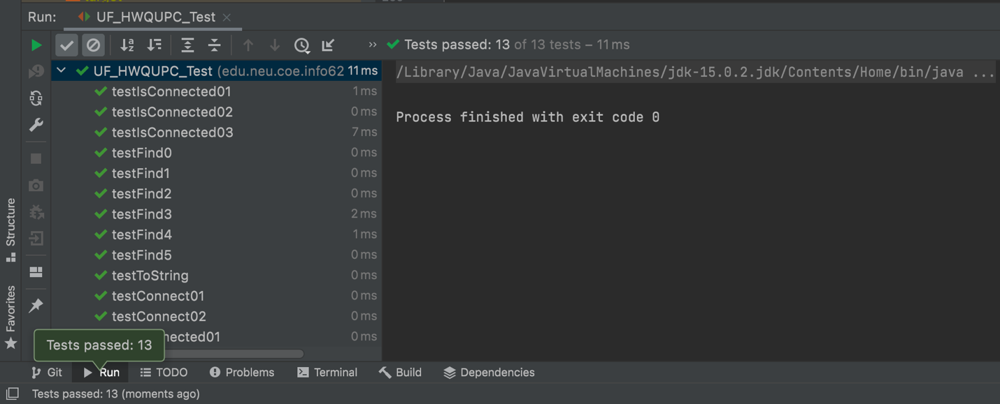 Run:
UF_HWQUPC_Test
Tests passed: 13 of 13 tests – 11 ms
UF_HWQUPC_Test (edu.neu.coe.info62 11 ms
testIsConnected01 1 ms
testIsConnected02 0 ms
testIsConnected03 7 ms
testFind0 0 ms
testFind1 0 ms
testFind2 0 ms
testFind3 2 ms
testFind4 1 ms
testFind5 0 ms
testToString 0 ms
testConnect01 0 ms
testConnect02 0 ms
nected01 0 ms
/Library/Java/JavaVirtualMachines/jdk-15.0.2.jdk/Contents/Home/bin/java ...
Process finished with exit code 0
Structure
Favorites
Tests passed: 13
Git Run TODO Problems Terminal Build Dependencies
Tests passed: 13 (moments ago)